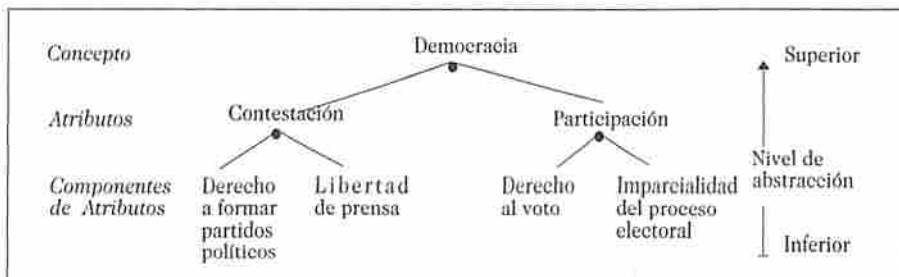 Concepto
Democracia
Superior
Atributos
Contestación
Participación
Nivel de
abstracción
Componentes
de Atributos
Derecho
a formar
partidos
políticos
Libertad
de prensa
Derecho
al voto
Imparcialidad
del proceso
electoral
Inferior